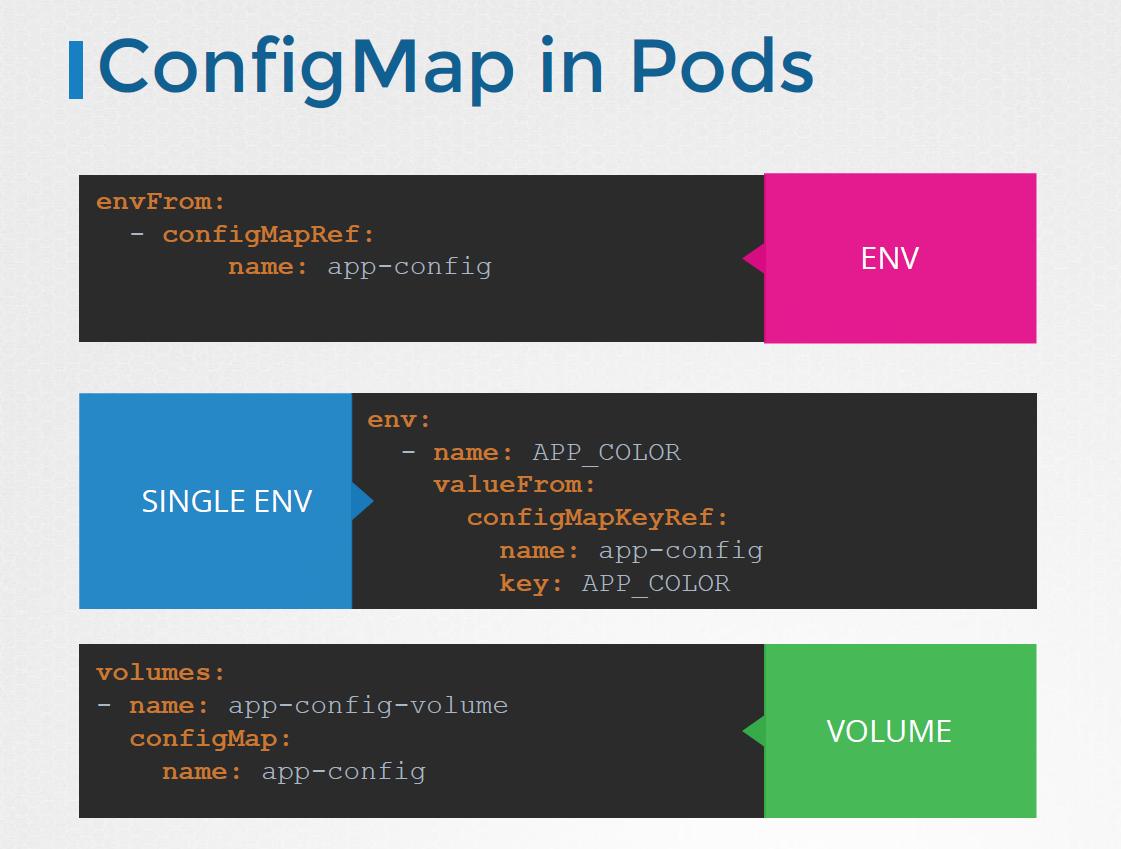 ConfigMap in Pods
envFrom:
  - configMapRef:
        name: app-config
ENV
SINGLE ENV
env:
  - name: APP_COLOR
    valueFrom:
      configMapKeyRef:
        name: app-config
        key: APP_COLOR
volumes:
- name: app-config-volume
  configMap:
    name: app-config
VOLUME